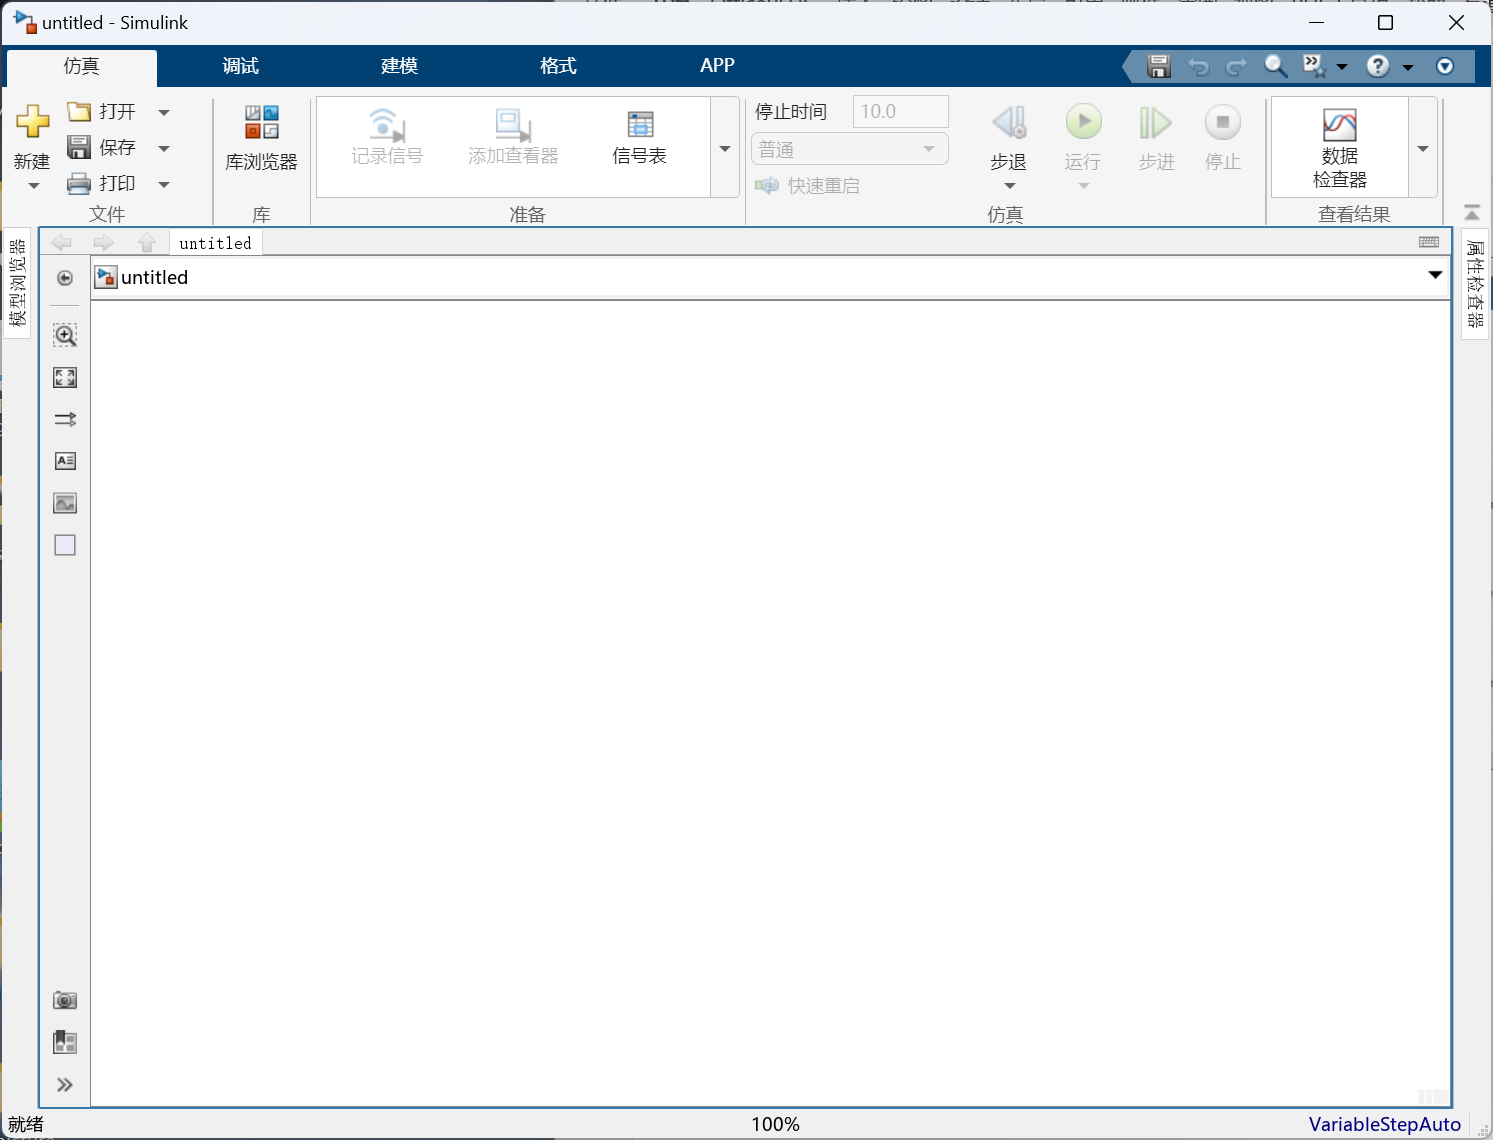 untitled - Simulink
仿真 调试 建模 格式 APP
新建
打开
保存
打印
文件
库浏览器
库
记录信号
添加查看器
信号表
准备
停止时间 10.0
普通
快速重启
步退
运行
步进
停止
仿真
数据
检查器
查看结果
模型浏览器
untitled
untitled
属性检查器
就绪 100% VariableStepAuto